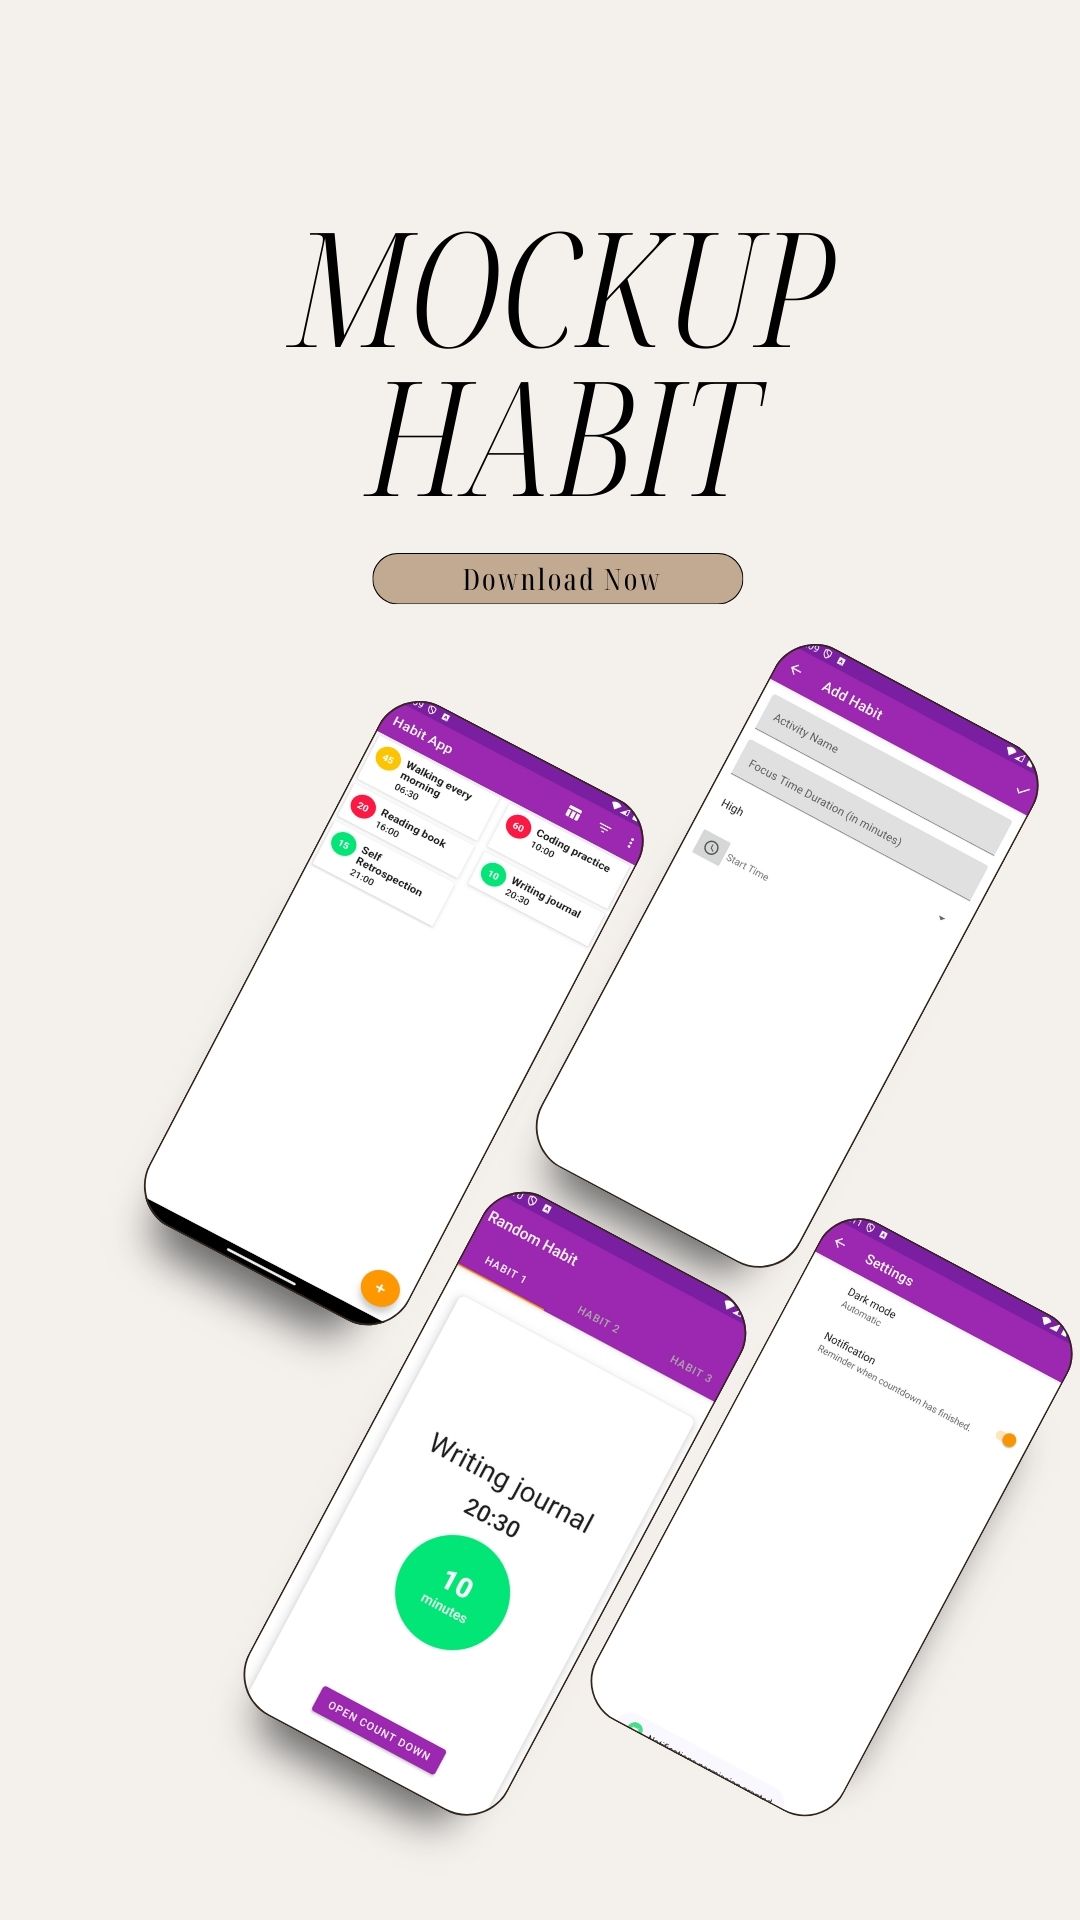 MOCKUP
HABIT
Download Now
Habit App
45
Walking every
morning
06:30
60
Coding practice
10:00
20
Reading book
16:00
10
Writing journal
20:30
15
Self
Retrospection
21:00
+
Add Habit
Activity Name
Focus Time Duration (in minutes)
High
Start Time
Random Habit
HABIT 1
HABIT 2
HABIT 3
Writing journal
20:30
10
minutes
OPEN COUNT DOWN
Settings
Dark mode
Automatic
Notification
Reminder when countdown has finished.